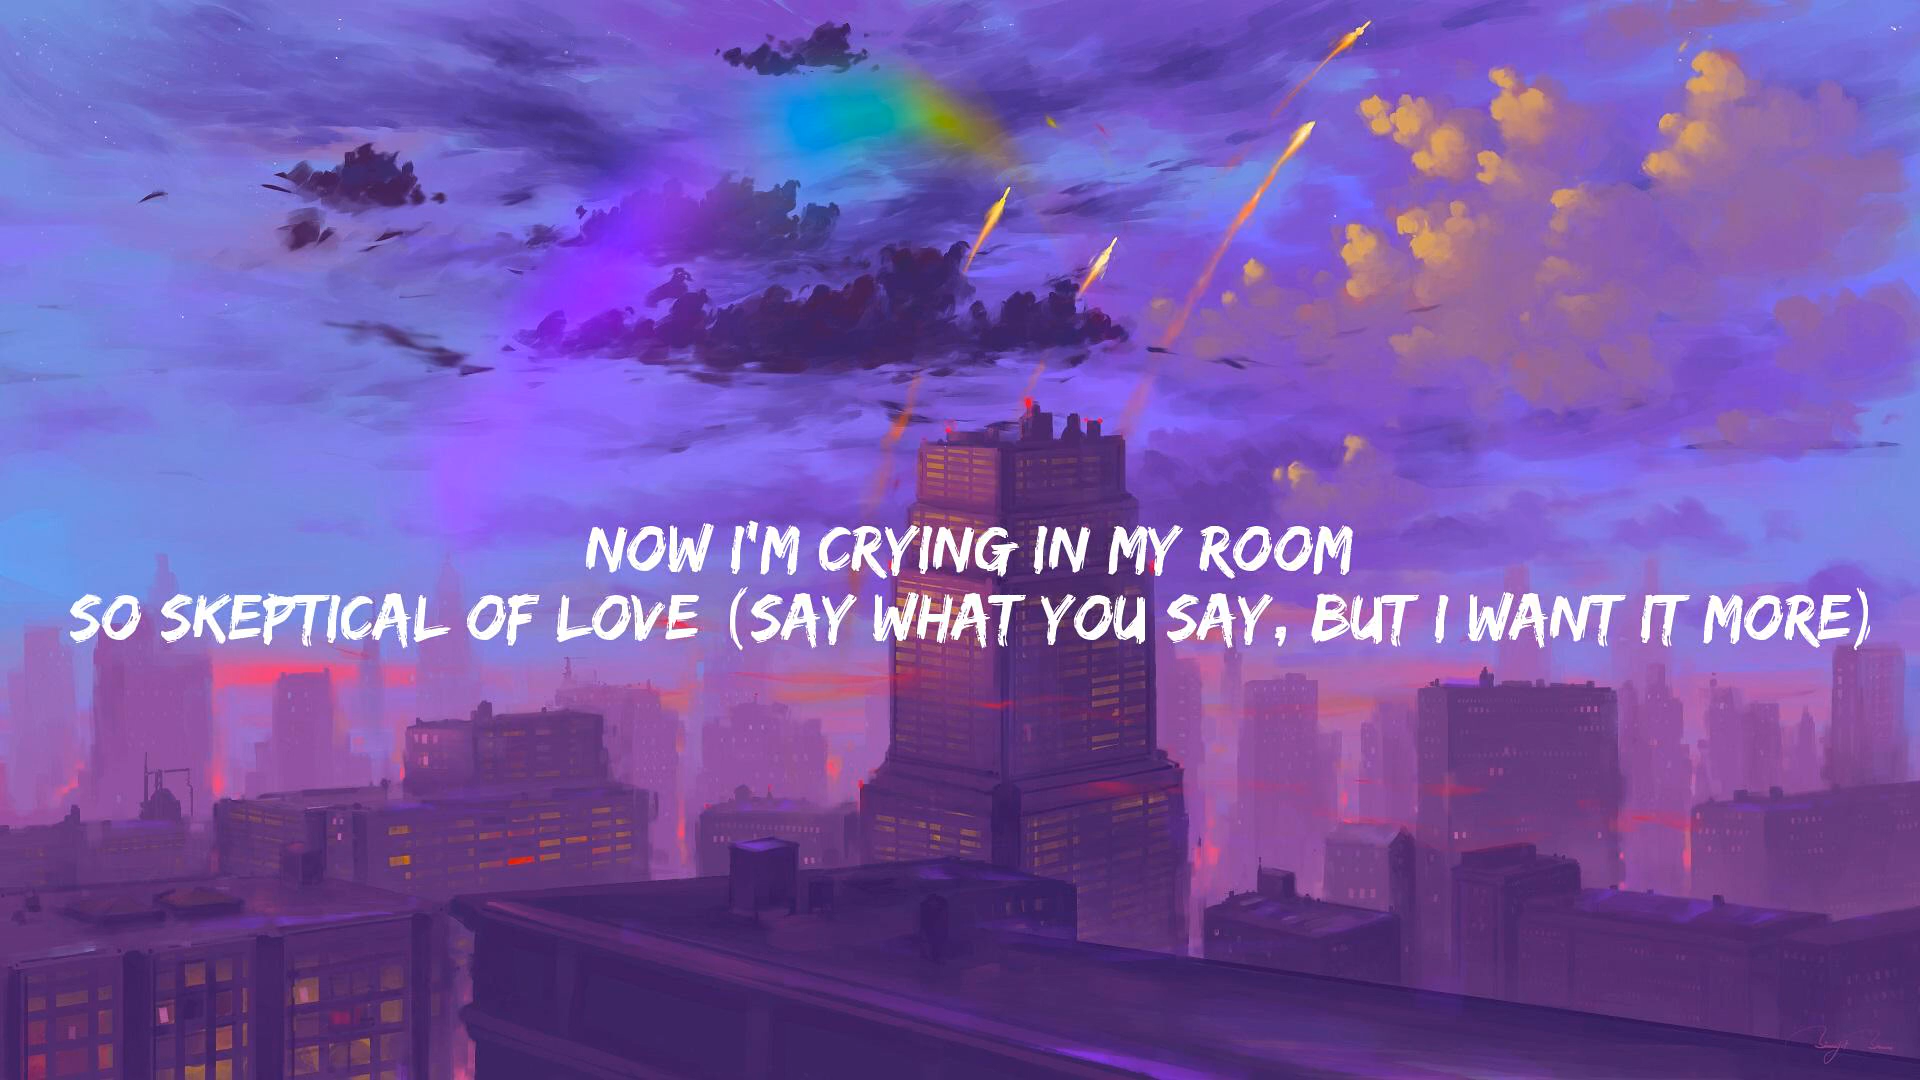 NOW I'M CRYING IN MY ROOM
SO SKEPTICAL OF LOVE (SAY WHAT YOU SAY, BUT I WANT IT MORE)